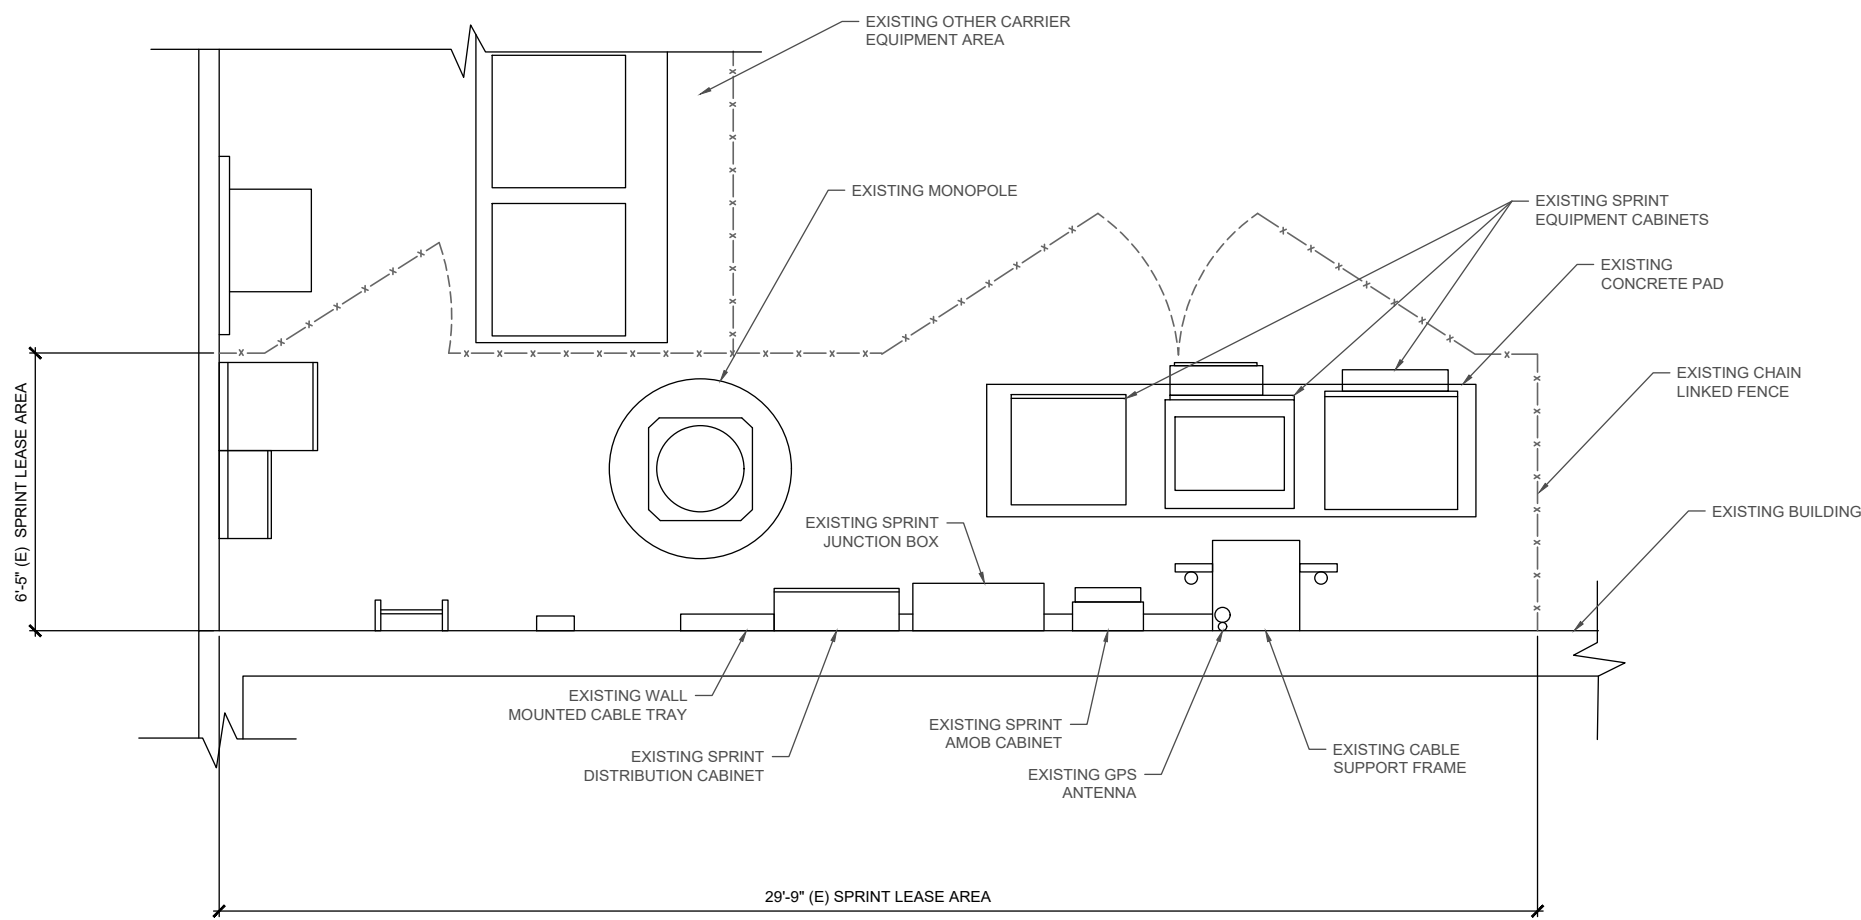 EXISTING OTHER CARRIER
EQUIPMENT AREA
EXISTING MONOPOLE
EXISTING SPRINT
EQUIPMENT CABINETS
EXISTING
CONCRETE PAD
EXISTING CHAIN
LINKED FENCE
6'-5" (E) SPRINT LEASE AREA
EXISTING SPRINT
JUNCTION BOX
EXISTING BUILDING
EXISTING WALL
MOUNTED CABLE TRAY
EXISTING SPRINT
DISTRIBUTION CABINET
EXISTING SPRINT
AMOB CABINET
EXISTING GPS
ANTENNA
EXISTING CABLE
SUPPORT FRAME
29'-9" (E) SPRINT LEASE AREA